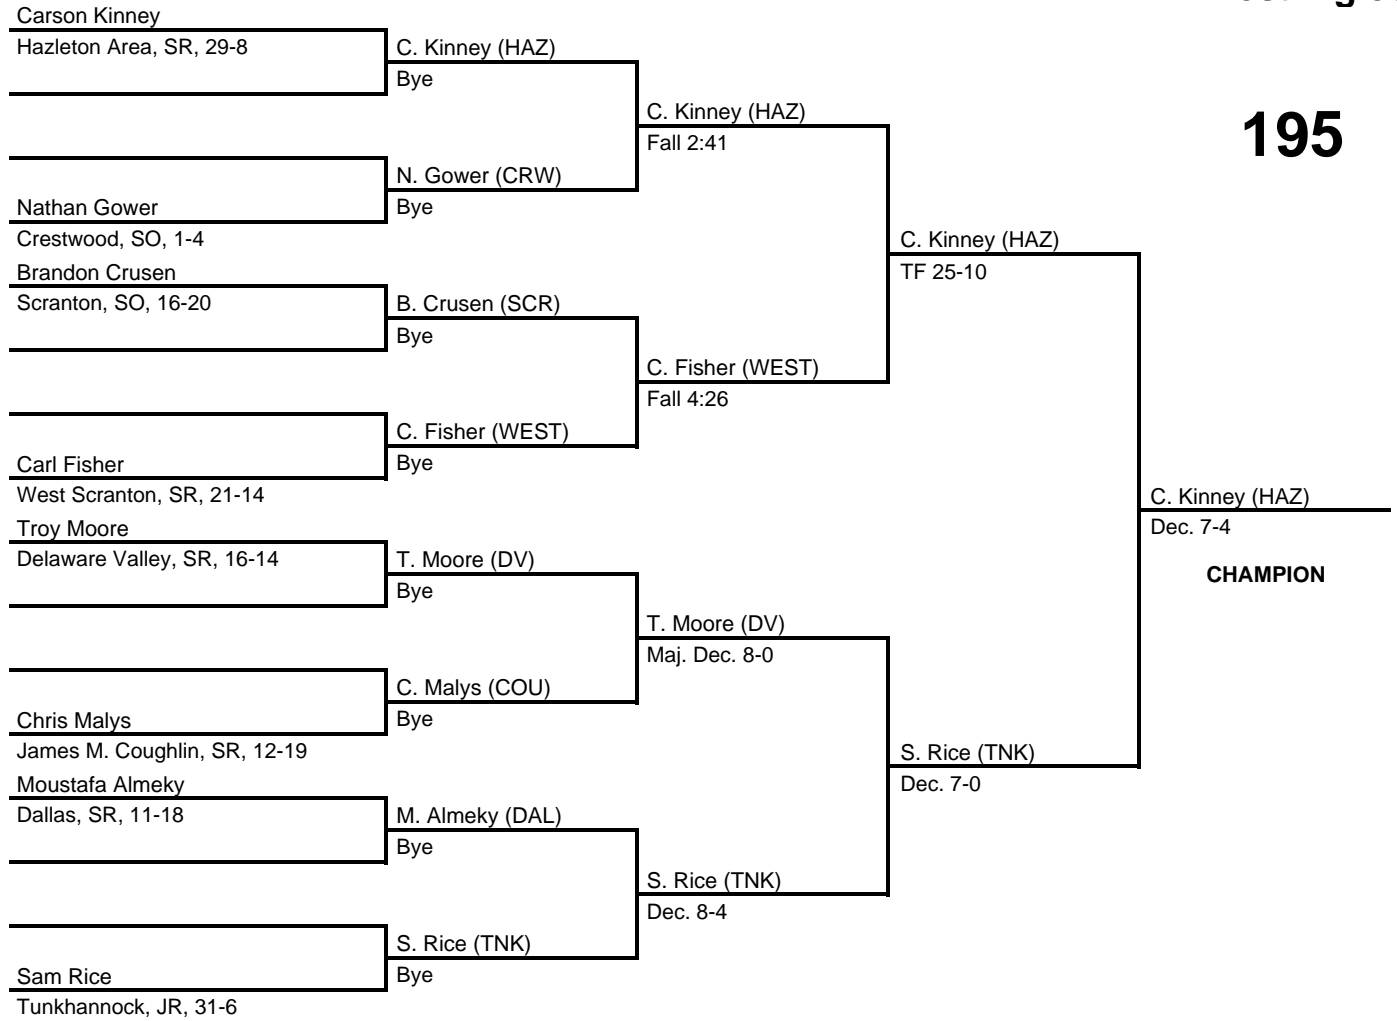 Carson Kinney
Hazleton Area, SR, 29-8
C. Kinney (HAZ)
Bye
C. Kinney (HAZ)
Fall 2:41
195
N. Gower (CRW)
Bye
Nathan Gower
Crestwood, SO, 1-4
C. Kinney (HAZ)
TF 25-10
Brandon Crusen
Scranton, SO, 16-20
B. Crusen (SCR)
Bye
C. Fisher (WEST)
Fall 4:26
C. Fisher (WEST)
Bye
Carl Fisher
West Scranton, SR, 21-14
C. Kinney (HAZ)
Dec. 7-4
CHAMPION
Troy Moore
Delaware Valley, SR, 16-14
T. Moore (DV)
Bye
T. Moore (DV)
Maj. Dec. 8-0
C. Malys (COU)
Bye
Chris Malys
James M. Coughlin, SR, 12-19
S. Rice (TNK)
Dec. 7-0
Moustafa Almeky
Dallas, SR, 11-18
M. Almeky (DAL)
Bye
S. Rice (TNK)
Dec. 8-4
S. Rice (TNK)
Bye
Sam Rice
Tunkhannock, JR, 31-6